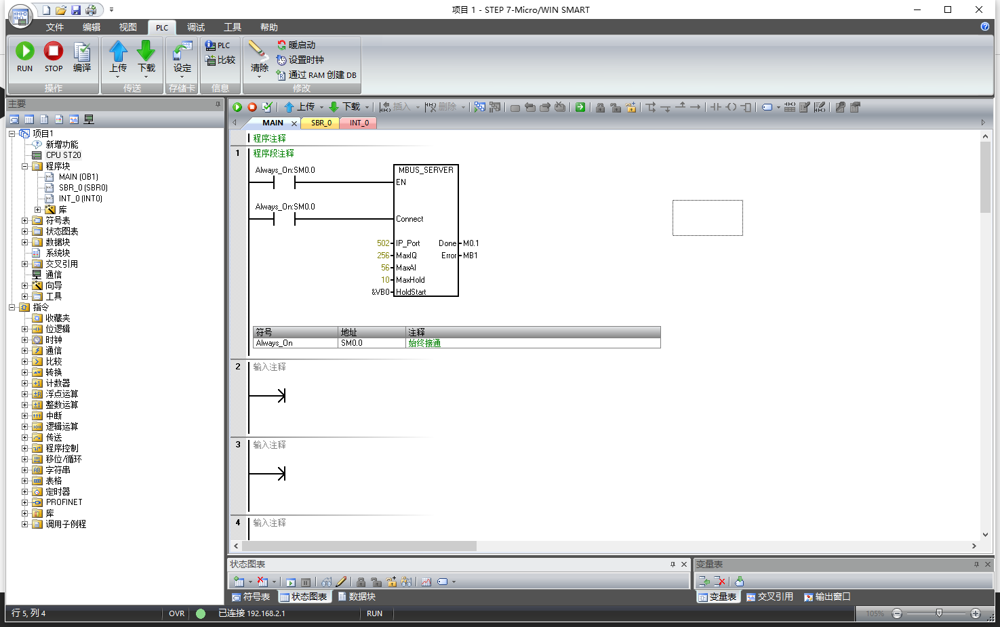 项目 1 - STEP 7-Micro/WIN SMART
文件 编辑 视图 PLC 调试 工具 帮助
RUN STOP 编译 上传 下载 设定 PLC 比较 清除 暖启动 设置时钟 通过 RAM 创建 DB
操作 传送 存储卡 信息 修改
主要
上传 下载 插入 删除
MAIN SBR_0 INT_0
项目1
新增功能
CPU ST20
程序块
MAIN (OB1)
SBR_0 (SBR0)
INT_0 (INT0)
库
符号表
状态图表
数据块
系统块
交叉引用
通信
向导
工具
指令
收藏夹
位逻辑
时钟
通信
比较
转换
计数器
浮点运算
整数运算
中断
逻辑运算
传送
程序控制
移位/循环
字符串
表格
定时器
PROFINET
库
调用子例程
程序注释
1 程序段注释
Always_On:SM0.0 MBUS_SERVER
EN
Always_On:SM0.0
Connect
502 IP_Port Done M0.1
256 MaxIQ Error MB1
56 MaxAI
10 MaxHold
&VB0 HoldStart
符号 地址 注释
Always_On SM0.0 始终接通
2 输入注释
3 输入注释
4 输入注释
状态图表
符号表 状态图表 数据块
变量表
变量表 交叉引用 输出窗口
行 5, 列 4 OVR 已连接 192.168.2.1 RUN 105%